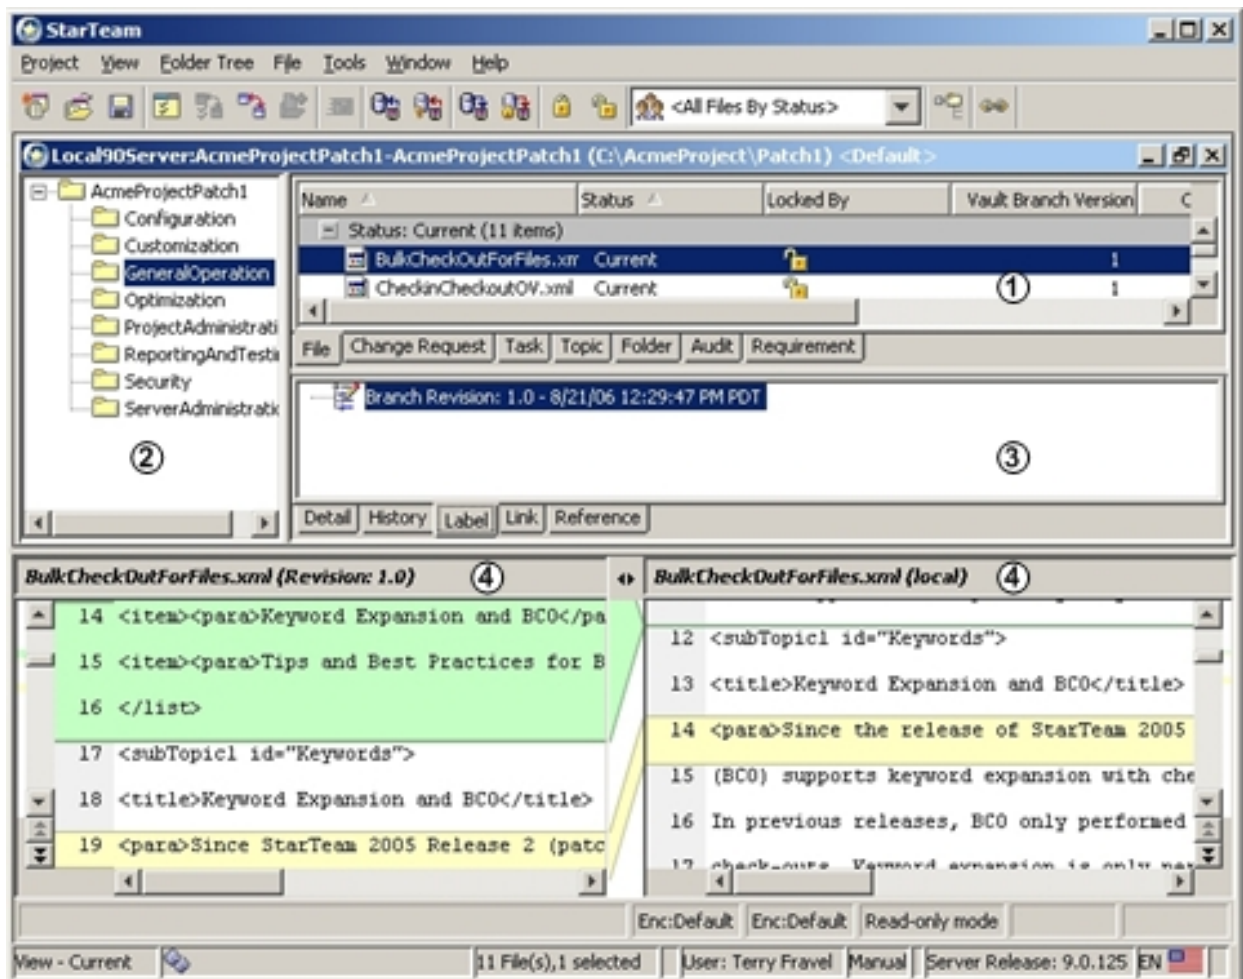 StarTeam
Project View Folder Tree File Tools Window Help
<All Files By Status>
Local90Server:AcmeProjectPatch1-AcmeProjectPatch1 (C:\AcmeProject\Patch1) <Default>
AcmeProjectPatch1
Configuration
Customization
GeneralOperation
Optimization
ProjectAdministrati
ReportingAndTesti
Security
ServerAdministratic
2
Name Status Locked By Vault Branch Version C
Status: Current (11 items)
BulkCheckOutForFiles.xm Current 1
CheckinCheckoutOV.xml Current 1
1
File Change Request Task Topic Folder Audit Requirement
Branch Revision: 1.0 - 8/21/06 12:29:47 PM PDT
3
Detail History Label Link Reference
BulkCheckOutForFiles.xml (Revision: 1.0) 4
14 <item><para>Keyword Expansion and BCO</pa
15 <item><para>Tips and Best Practices for B
16 </list>
17 <subTopic1 id="Keywords">
18 <title>Keyword Expansion and BCO</title>
19 <para>Since StarTeam 2005 Release 2 (patc
BulkCheckOutForFiles.xml (local) 4
12 <subTopic1 id="Keywords">
13 <title>Keyword Expansion and BCO</title>
14 <para>Since the release of StarTeam 2005
15 (BCO) supports keyword expansion with che
16 In previous releases, BCO only performed
17 check-outs. Keyword expansion is only per
Enc:Default Enc:Default Read-only mode
View - Current 11 File(s),1 selected User: Terry Fravel Manual Server Release: 9.0.125 EN